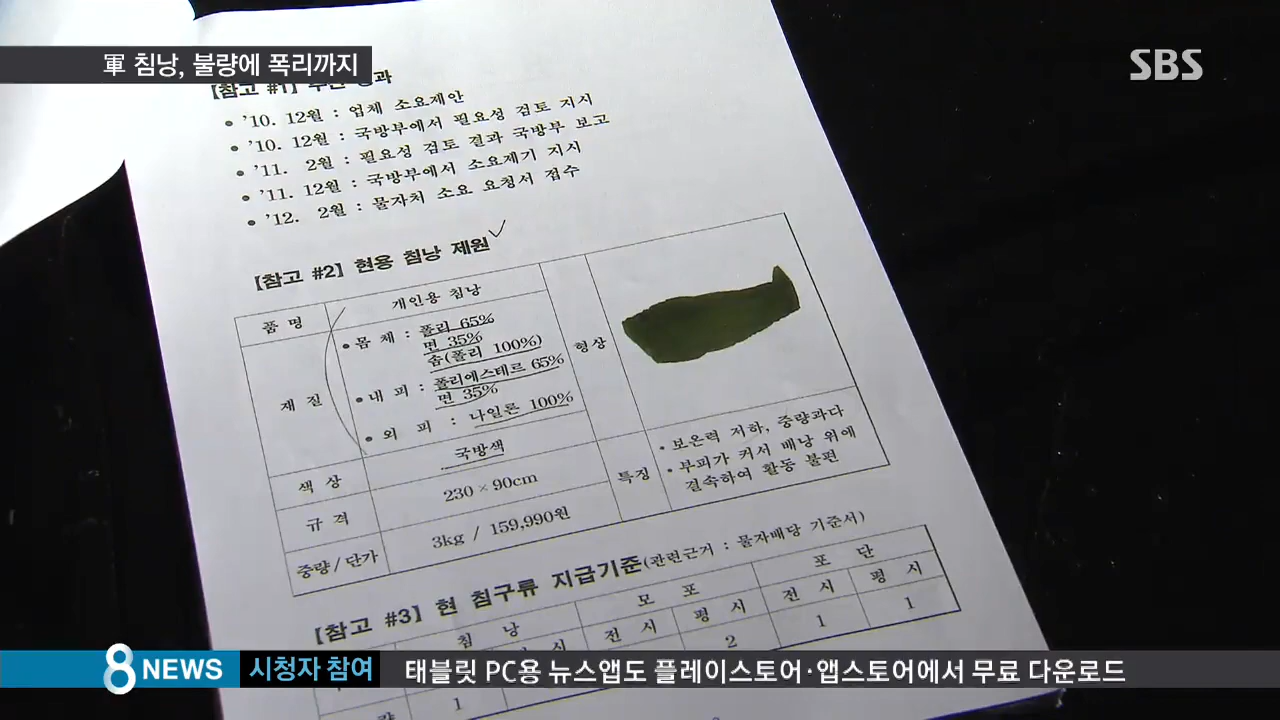 軍 침낭, 불량에 폭리까지
SBS
[참고 #1]
• '10. 12월 : 업체 소요제안
• '10. 12월 : 국방부에서 필요성 검토 지시
• '11. 2월 : 필요성 검토 결과 국방부 보고
• '11. 12월 : 국방부에서 소요제기 지시
• '12. 2월 : 물자처 소요 요청서 접수
[참고 #2] 현용 침낭 제원
품 명
개인용 침낭
재 질
• 몸 체 : 폴리 65%
면 35%
솜(폴리 100%)
• 내 피 : 폴리에스테르 65%
면 35%
• 외 피 : 나일론 100%
형상
색 상
국방색
규 격
230 × 90cm
중량/단가
3kg / 159,990원
특징
• 보온력 저하, 중량과다
• 부피가 커서 배낭 위에
결속하여 활동 불편
[참고 #3] 현 침구류 지급기준(관련근거 : 물자배당 기준서)
침 낭
모 포
포 단
시
전 시
평 시
전 시
평 시
1
2
1
1
8 NEWS
시청자 참여
태블릿 PC용 뉴스앱도 플레이스토어·앱스토어에서 무료 다운로드